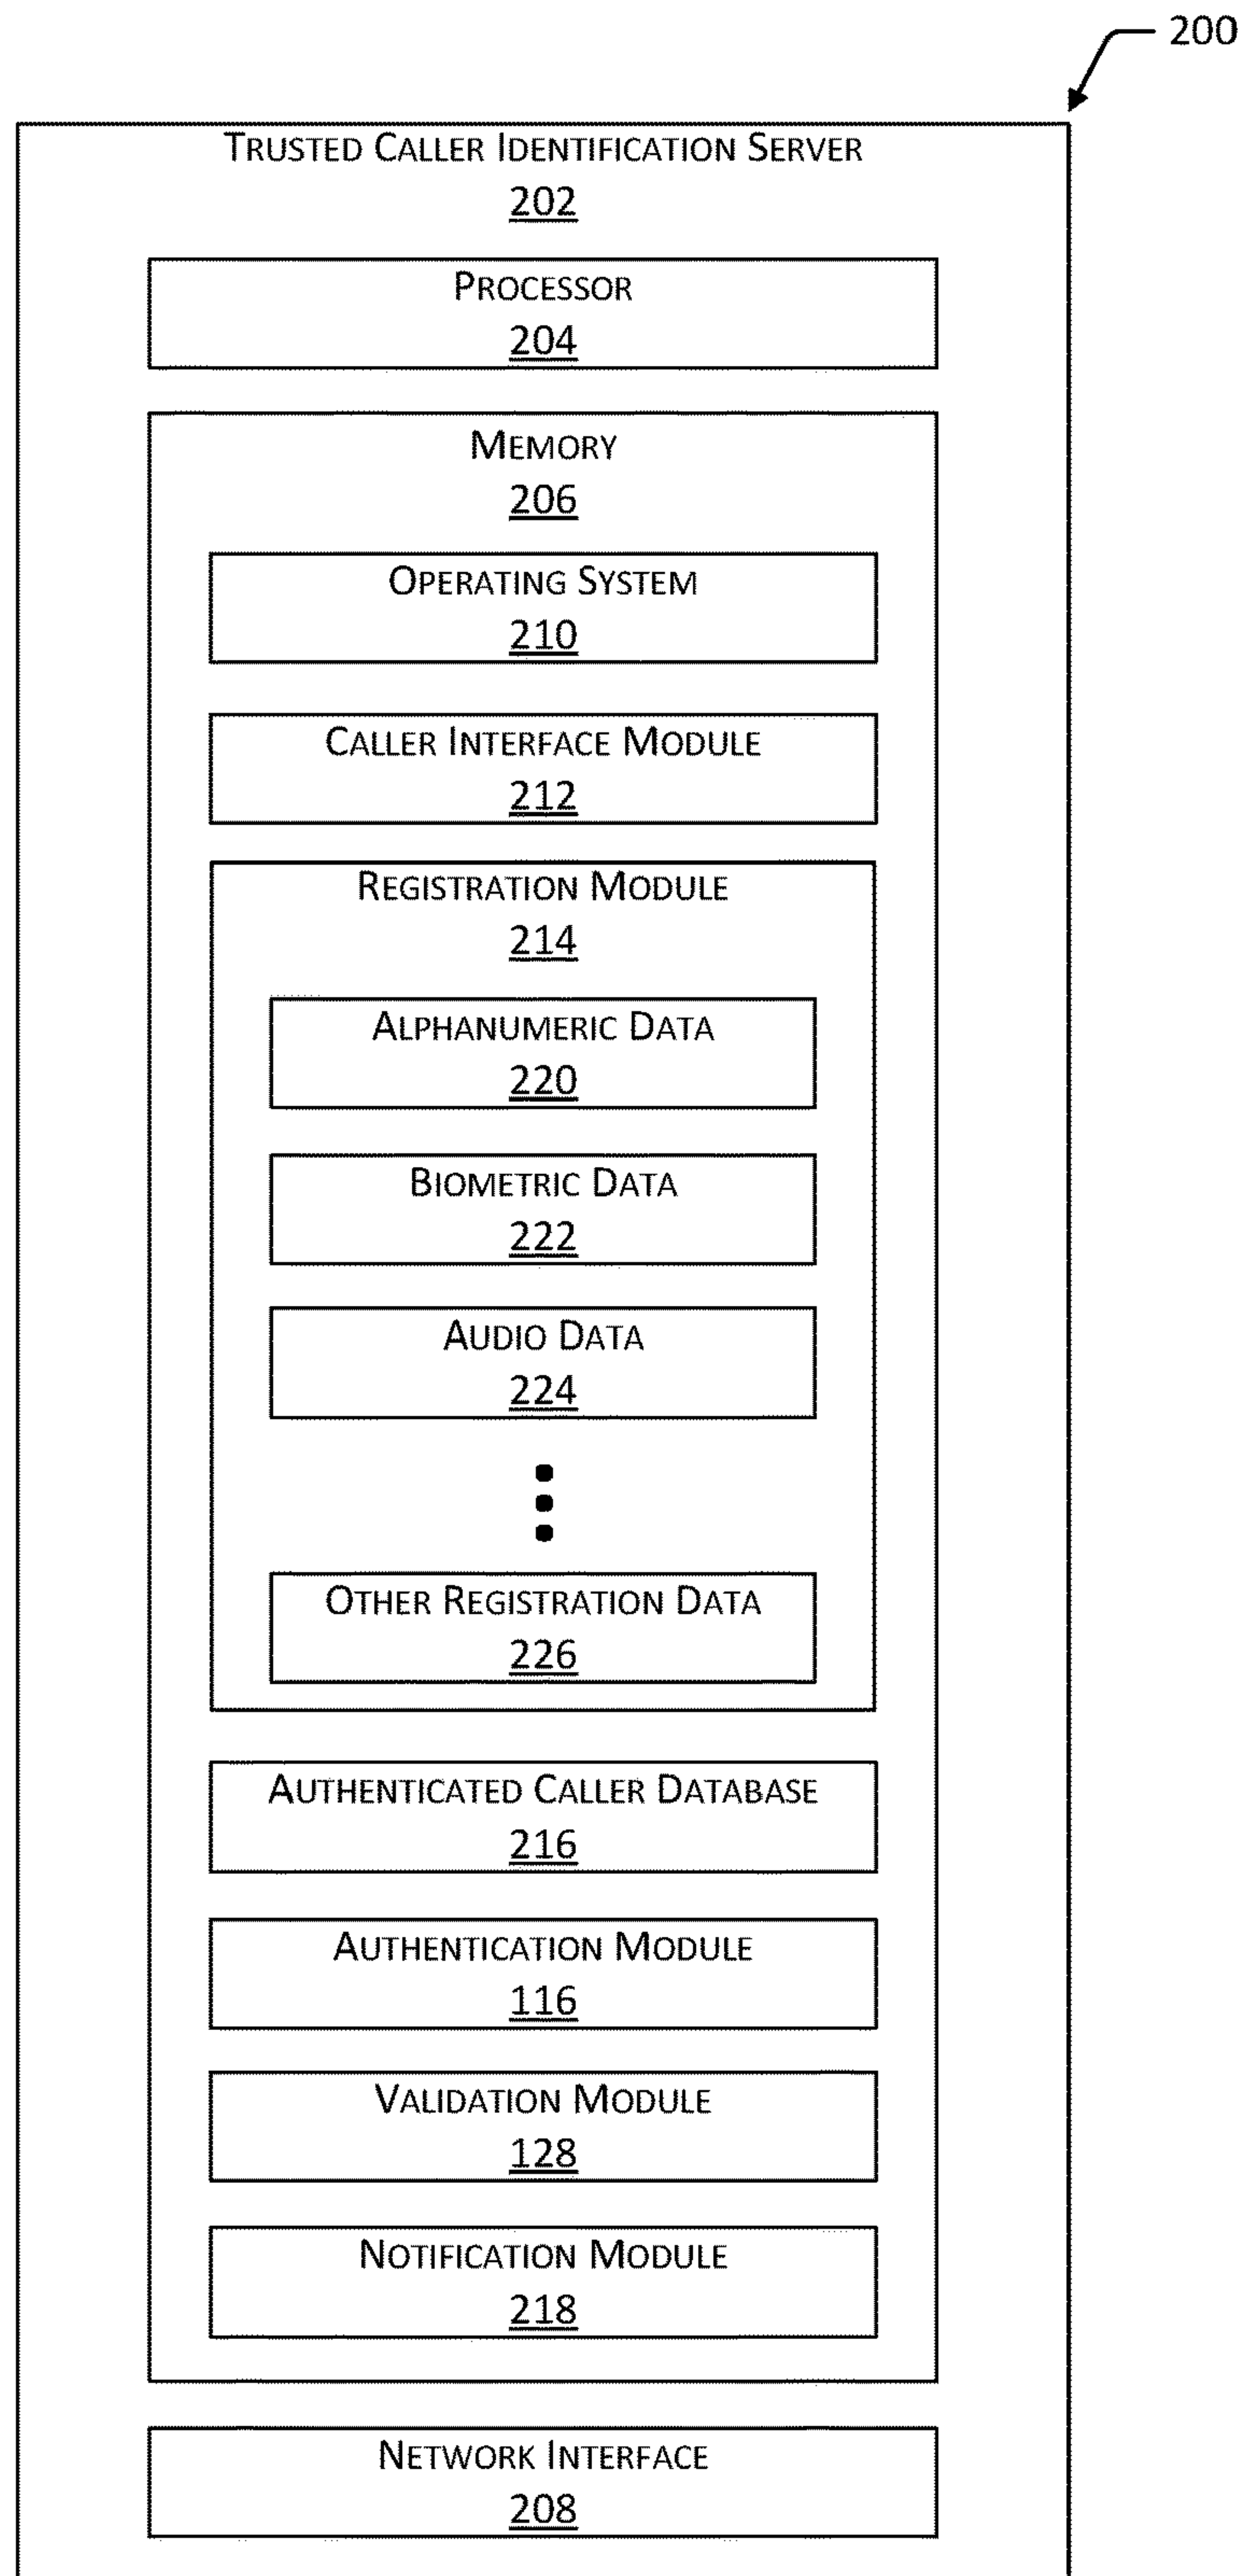 200
TRUSTED CALLER IDENTIFICATION SERVER
202
PROCESSOR
204
MEMORY
206
OPERATING SYSTEM
210
CALLER INTERFACE MODULE
212
REGISTRATION MODULE
214
ALPHANUMERIC DATA
220
BIOMETRIC DATA
222
AUDIO DATA
224
OTHER REGISTRATION DATA
226
AUTHENTICATED CALLER DATABASE
216
AUTHENTICATION MODULE
116
VALIDATION MODULE
128
NOTIFICATION MODULE
218
NETWORK INTERFACE
208